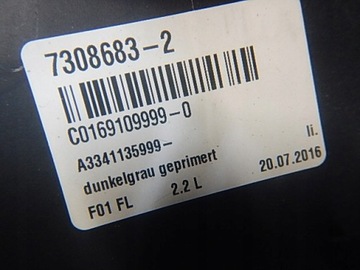 7308683-2
C0169109999-0
A3341135999-
dunkelgrau geprimert li.
F01 FL 2.2 L 20.07.2016